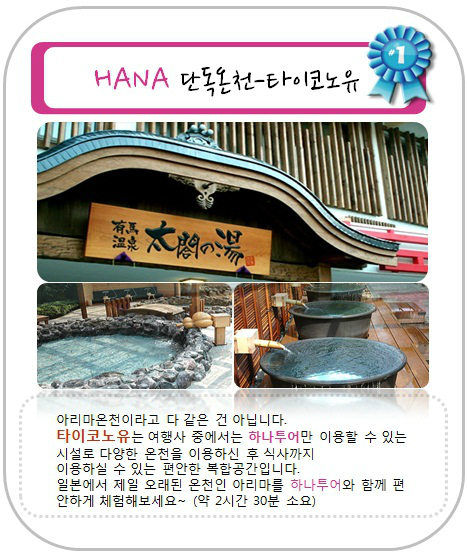 HANA 단독온천-타이코노유
#1
有馬
温泉
太閤の湯
아리마온천이라고 다 같은 건 아닙니다.
타이코노유는 여행사 중에서는 하나투어만 이용할 수 있는
시설로 다양한 온천을 이용하신 후 식사까지
이용하실 수 있는 편안한 복합공간입니다.
일본에서 제일 오래된 온천인 아리마를 하나투어와 함께 편
안하게 체험해보세요~ (약 2시간 30분 소요)